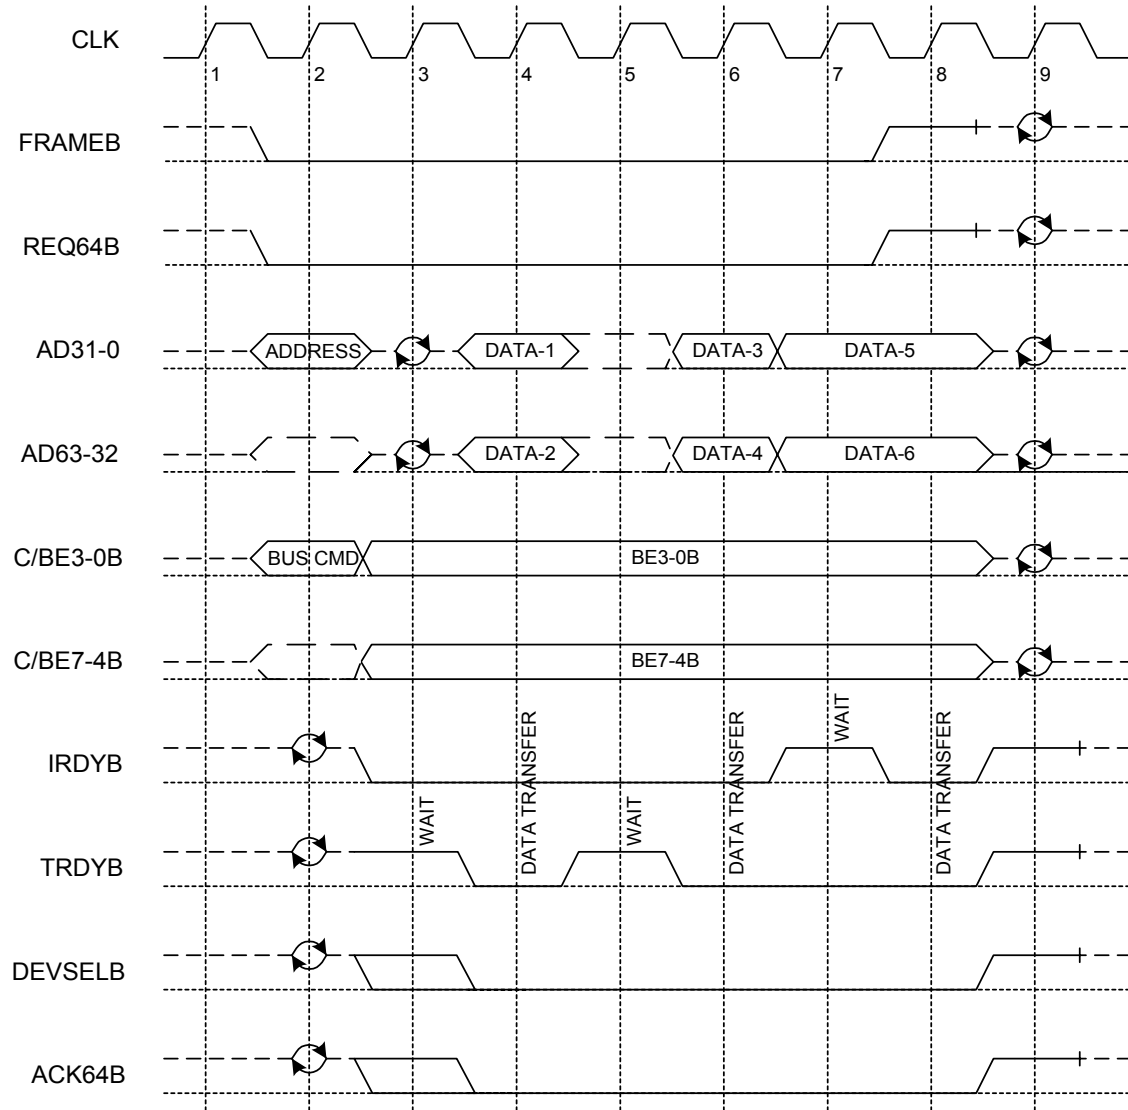 CLK
1 2 3 4 5 6 7 8 9
FRAMEB
REQ64B
AD31-0 ADDRESS DATA-1 DATA-3 DATA-5
AD63-32 DATA-2 DATA-4 DATA-6
C/BE3-0B BUS CMD BE3-0B
C/BE7-4B BE7-4B
IRDYB
WAIT
DATA TRANSFER
WAIT
DATA TRANSFER
WAIT
DATA TRANSFER
TRDYB
DEVSELB
ACK64B